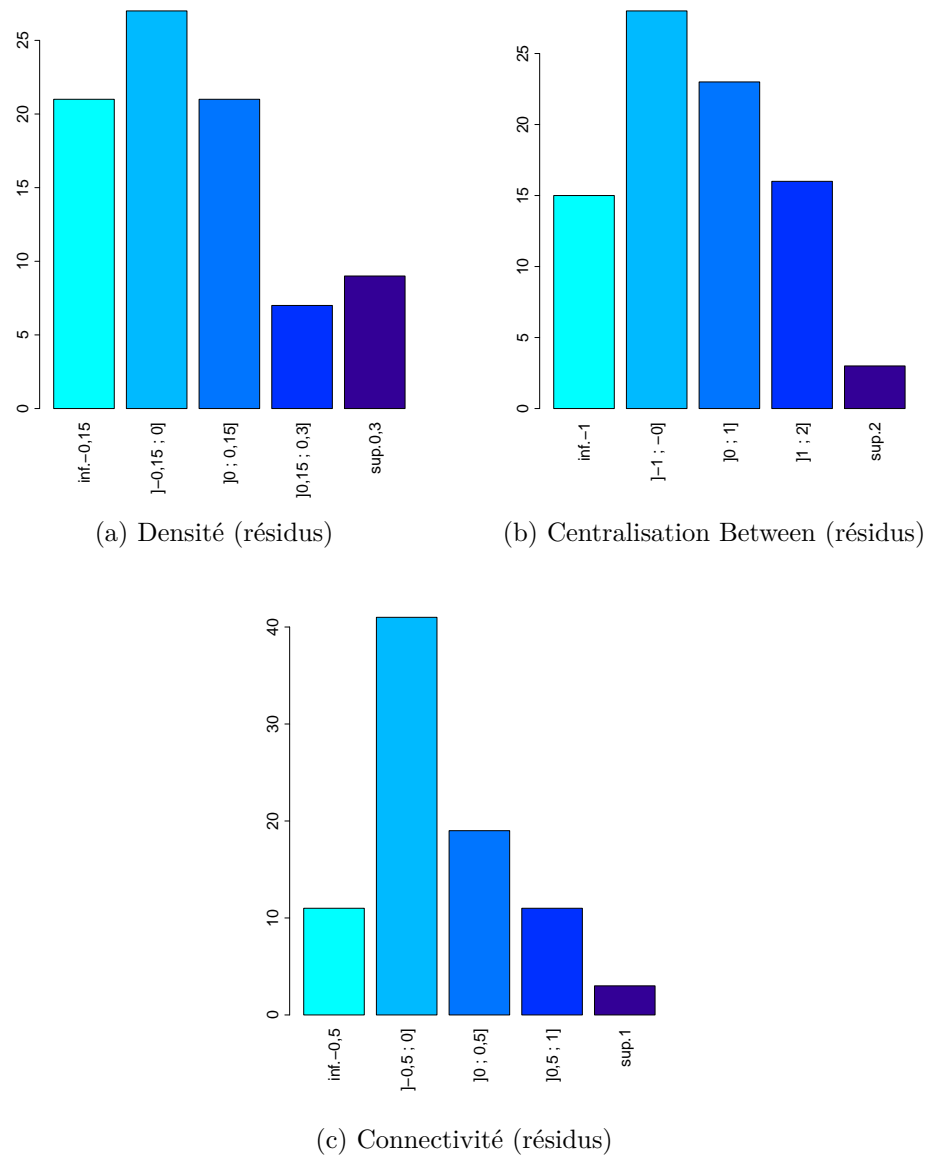 0
5
10
15
20
25
inf.−0,15
]−0,15 ; 0]
]0 ; 0,15]
]0,15 ; 0,3]
sup.0,3
(a) Densité (résidus)
0
5
10
15
20
25
inf.−1
]−1 ; −0]
]0 ; 1]
]1 ; 2]
sup.2
(b) Centralisation Between (résidus)
0
10
20
30
40
inf.−0,5
]−0,5 ; 0]
]0 ; 0,5]
]0,5 ; 1]
sup.1
(c) Connectivité (résidus)